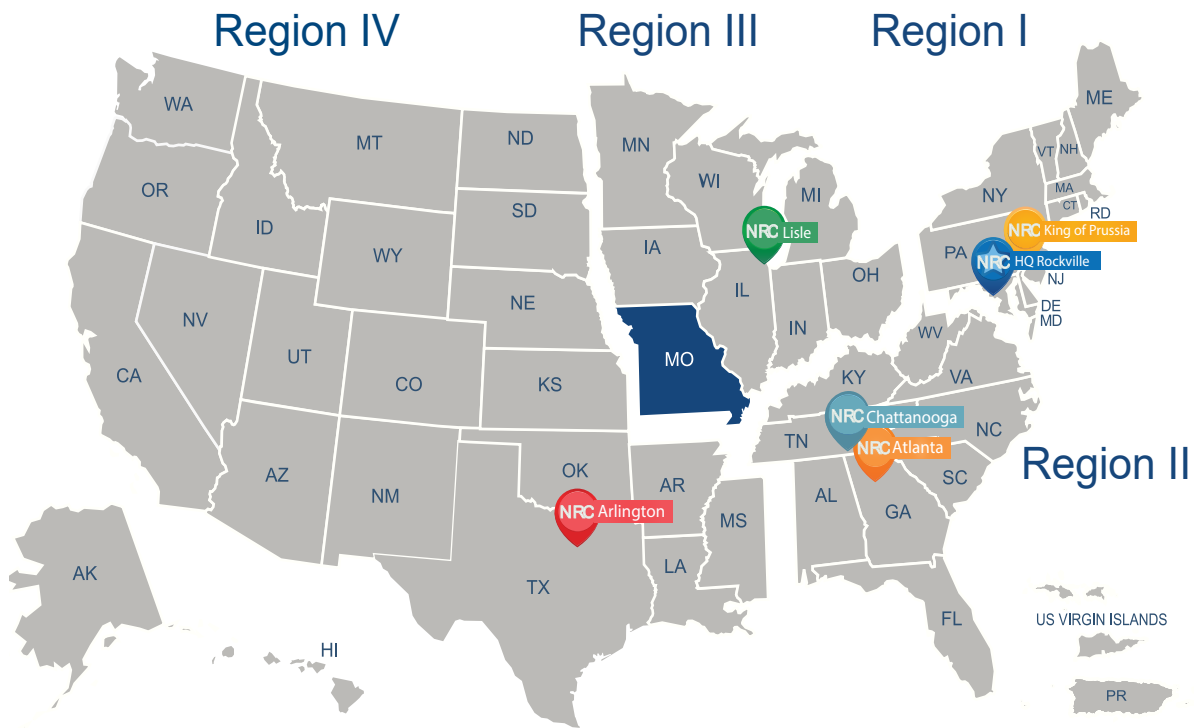 Region IV
Region III
Region I
WA
MT
ND
MN
ME
VT
NH
OR
ID
SD
WI
MI
NY
MA
CT
RD
WY
IA
NRC Lisle
NRC King of Prussia
PA
NRC HQ Rockville
NJ
NE
IL
IN
OH
DE
MD
NV
UT
CO
KS
MO
WV
VA
KY
CA
NRC Chattanooga
NC
TN
NRC Atlanta
Region II
AZ
NM
OK
AR
SC
NRC Arlington
MS
AL
GA
TX
LA
AK
FL
HI
US VIRGIN ISLANDS
PR